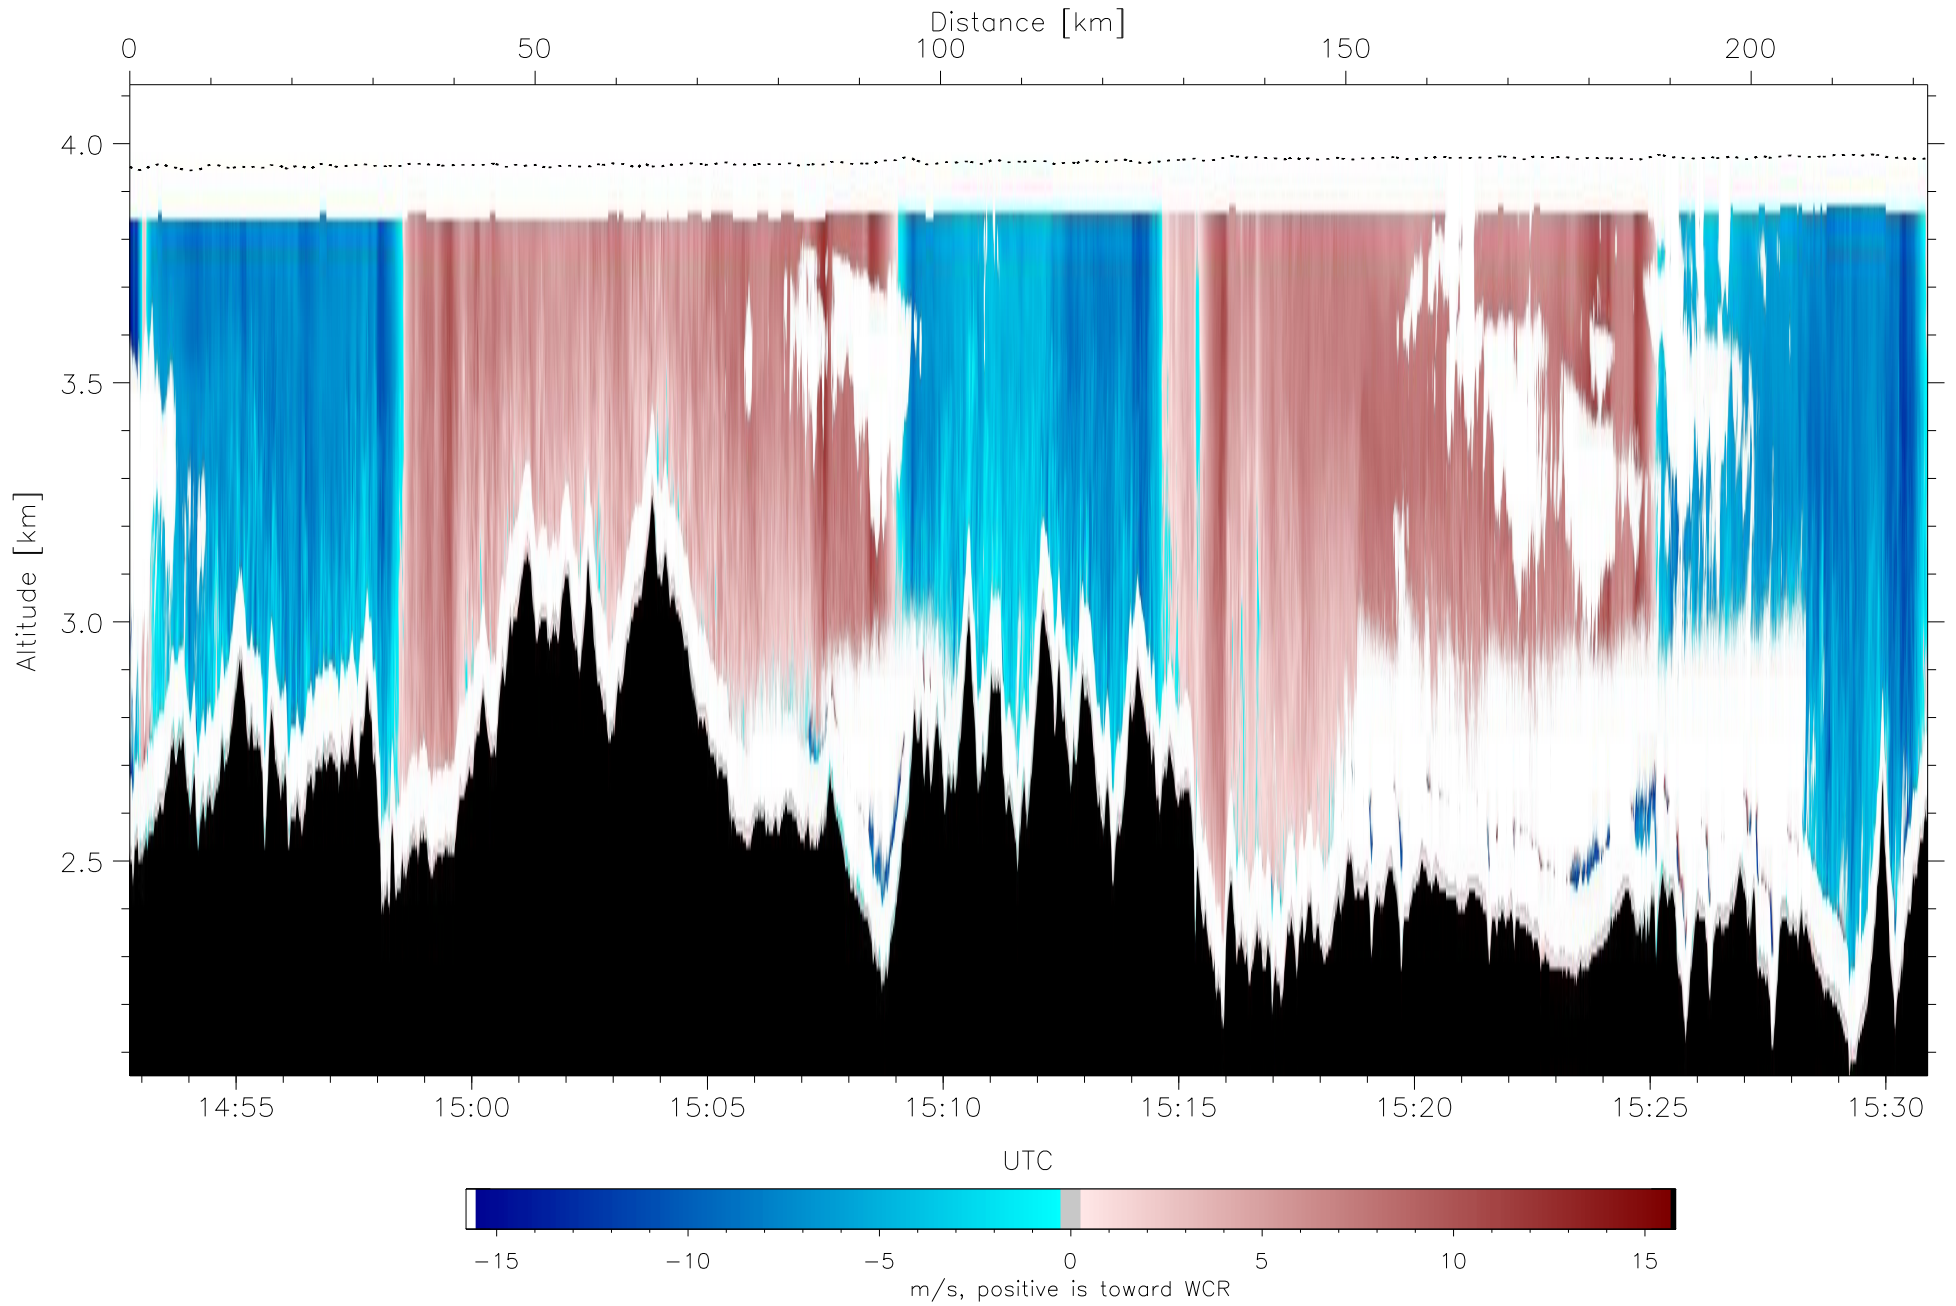 Distance [km]
0 50 100 150 200
4.0
3.5
3.0
2.5
Altitude [km]
14:55 15:00 15:05 15:10 15:15 15:20 15:25 15:30
UTC
−15 −10 −5 0 5 10 15
m/s, positive is toward WCR